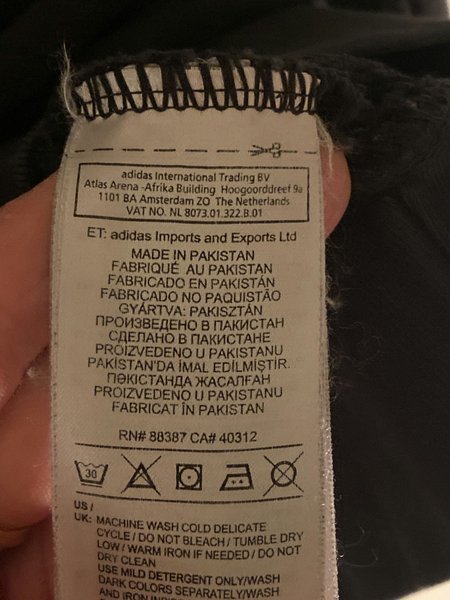 adidas International Trading BV
Atlas Arena -Afrika Building Hoogoorddreef 9a
1101 BA Amsterdam ZO The Netherlands
VAT NO. NL 8073.01.322.B.01
ET: adidas Imports and Exports Ltd
MADE IN PAKISTAN
FABRIQUÉ AU PAKISTAN
FABRICADO EN PAKISTÁN
FABRICADO NO PAQUISTÃO
GYÁRTVA: PAKISZTÁN
ПРОИЗВЕДЕНО В ПАКИСТАН
СДЕЛАНО В ПАКИСТАНЕ
PROIZVEDENO U PAKISTANU
PAKİSTAN'DA İMAL EDİLMİŞTİR.
ПӘКІСТАНДА ЖАСАЛҒАН
PROIZVEDENO U PAKISTANU
FABRICAT ÎN PAKISTAN
RN# 88387 CA# 40312
30
US /
UK: MACHINE WASH COLD DELICATE
CYCLE / DO NOT BLEACH / TUMBLE DRY
LOW / WARM IRON IF NEEDED / DO NOT
DRY CLEAN
USE MILD DETERGENT ONLY/WASH
DARK COLORS SEPARATELY/WASH
AND IRON